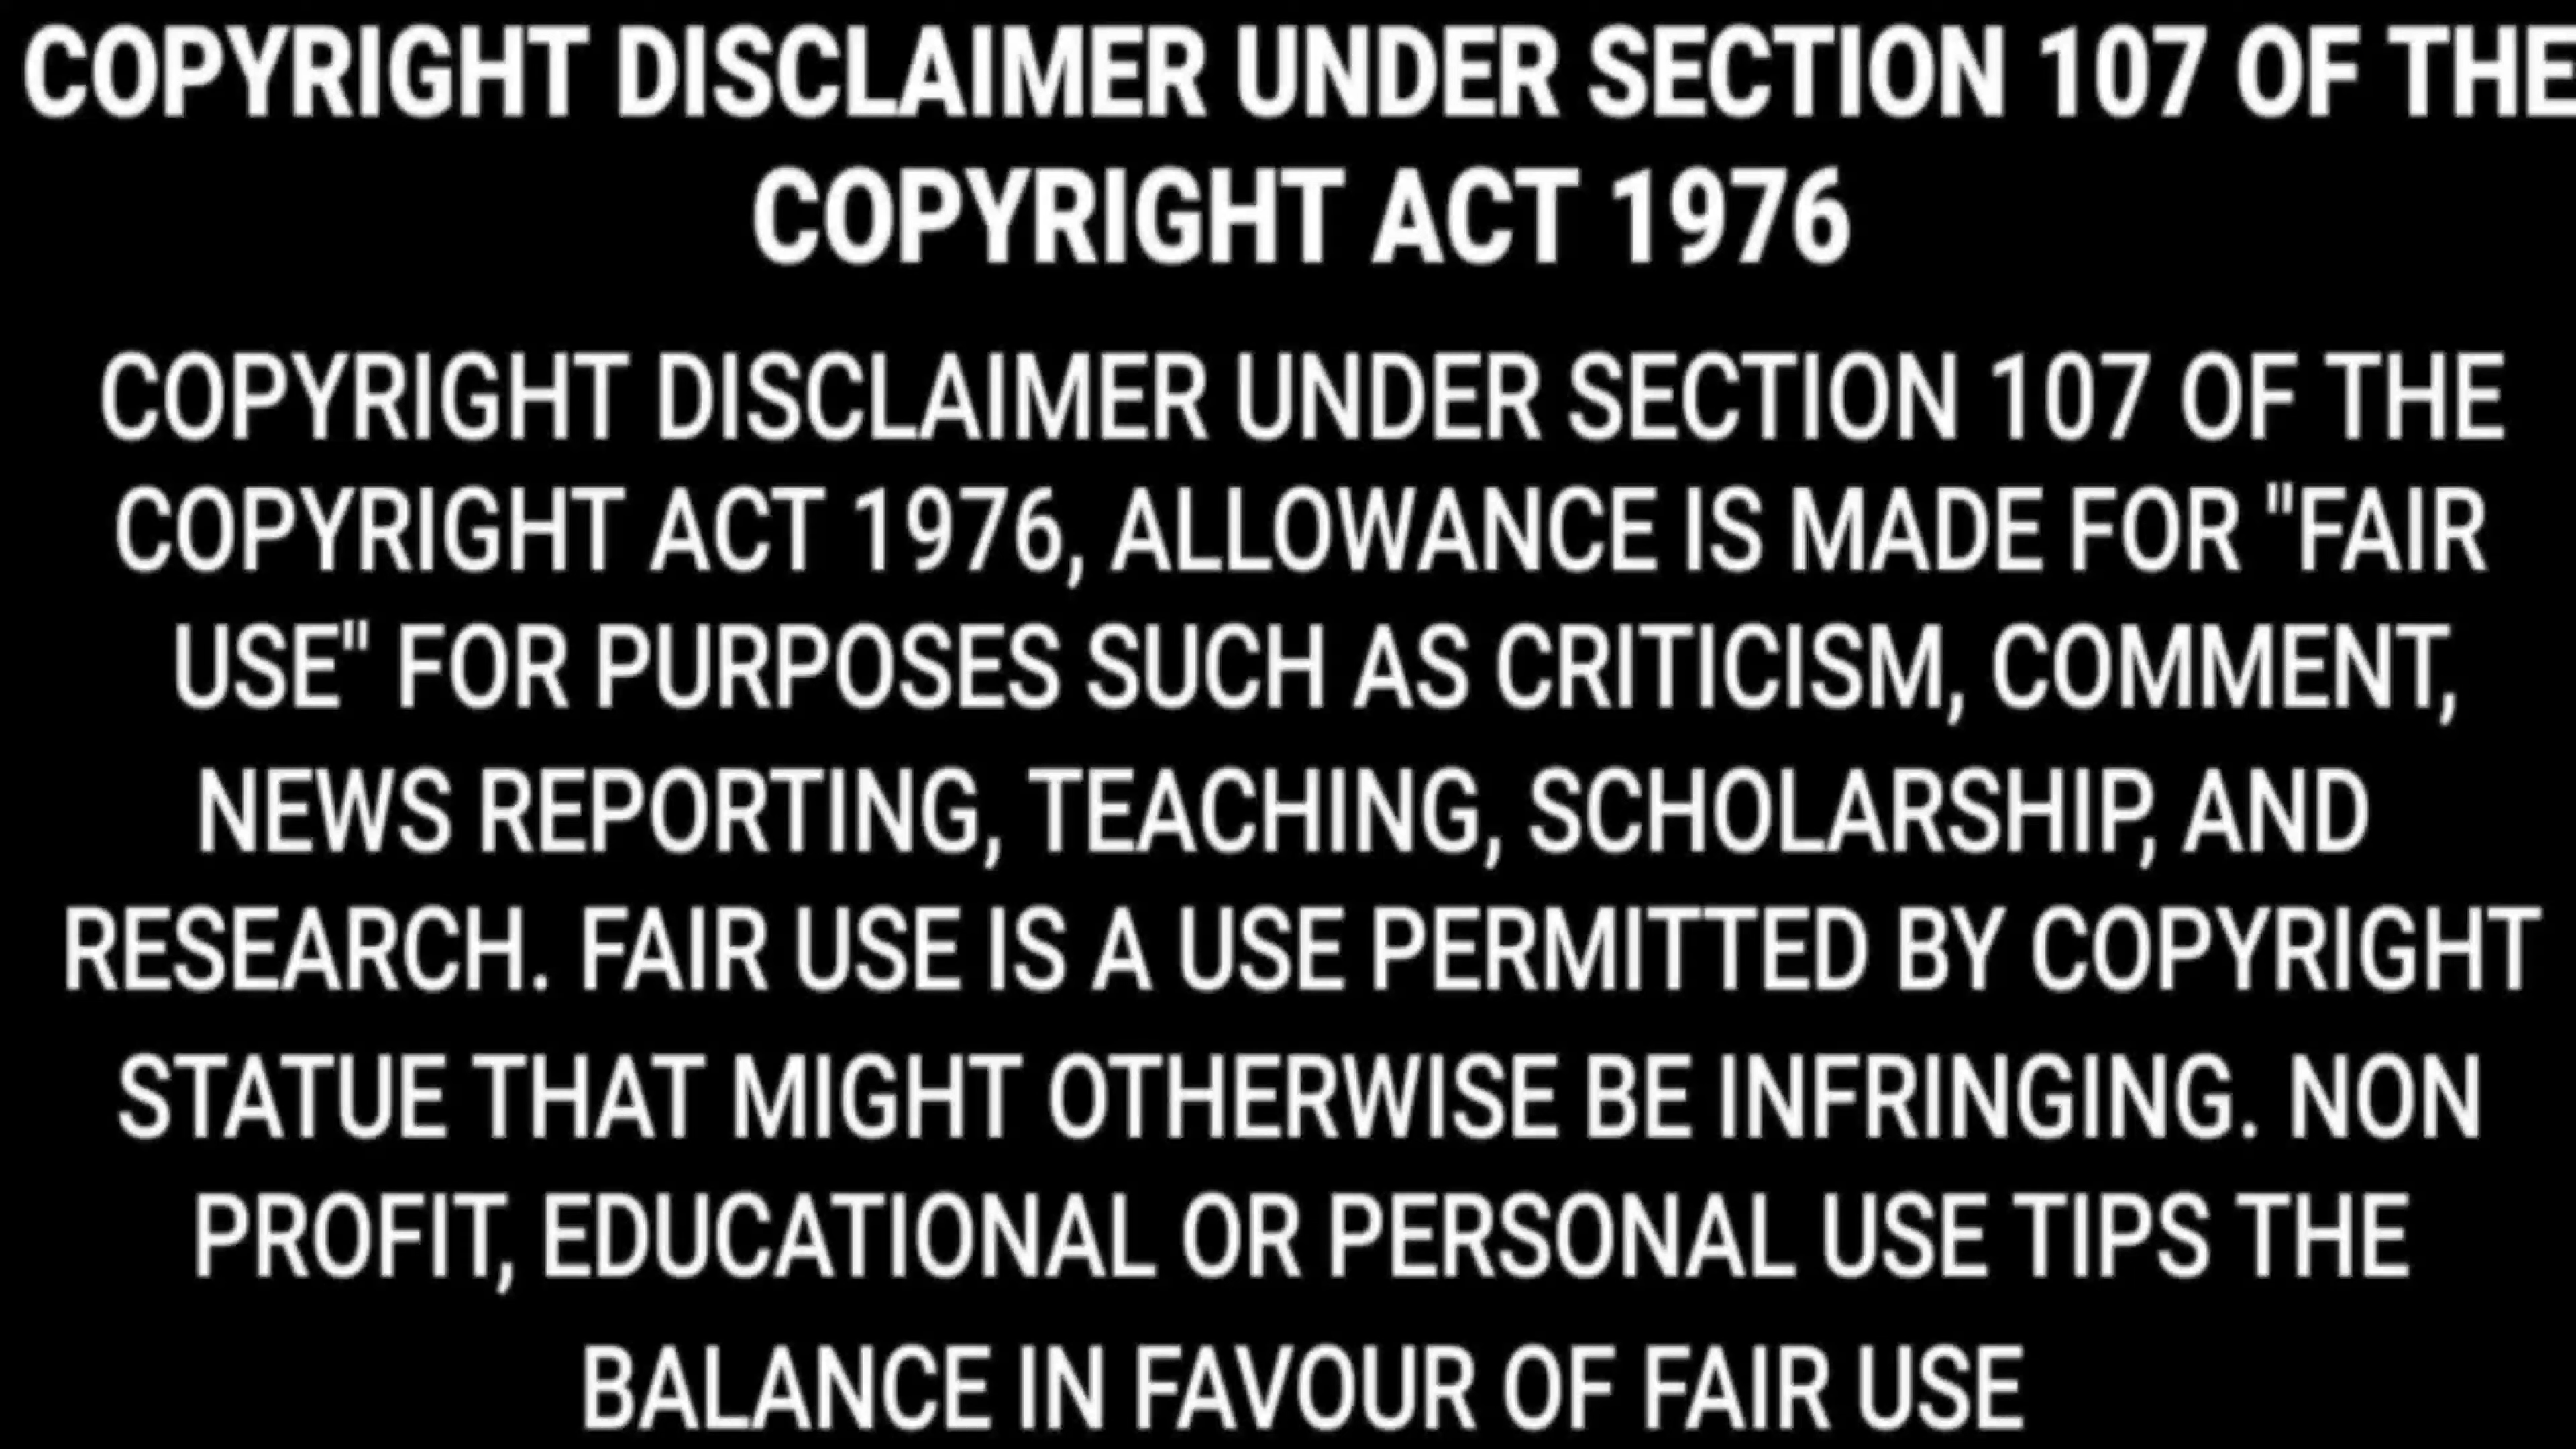 COPYRIGHT DISCLAIMER UNDER SECTION 107 OF THE
COPYRIGHT ACT 1976
COPYRIGHT DISCLAIMER UNDER SECTION 107 OF THE
COPYRIGHT ACT 1976, ALLOWANCE IS MADE FOR "FAIR
USE" FOR PURPOSES SUCH AS CRITICISM, COMMENT,
NEWS REPORTING, TEACHING, SCHOLARSHIP, AND
RESEARCH. FAIR USE IS A USE PERMITTED BY COPYRIGHT
STATUE THAT MIGHT OTHERWISE BE INFRINGING. NON
PROFIT, EDUCATIONAL OR PERSONAL USE TIPS THE
BALANCE IN FAVOUR OF FAIR USE